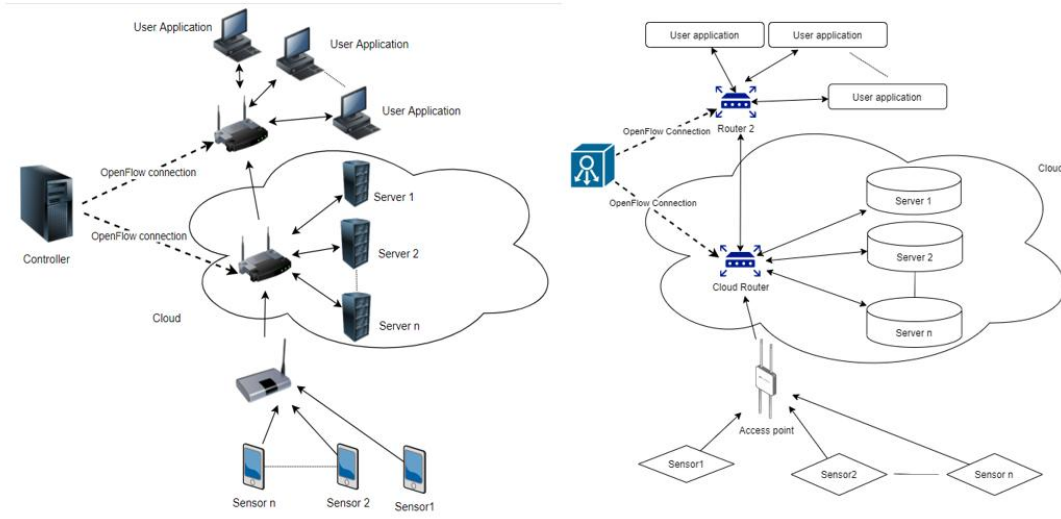 User Application
User Application
User Application
OpenFlow connection
OpenFlow connection
Controller
Server 1
Server 2
Server n
Cloud
Sensor n
Sensor 2
Sensor1
User application
User application
User application
OpenFlow Connection
Router 2
OpenFlow Connection
Cloud
Server 1
Server 2
Cloud Router
Server n
Access point
Sensor1
Sensor2
Sensor n